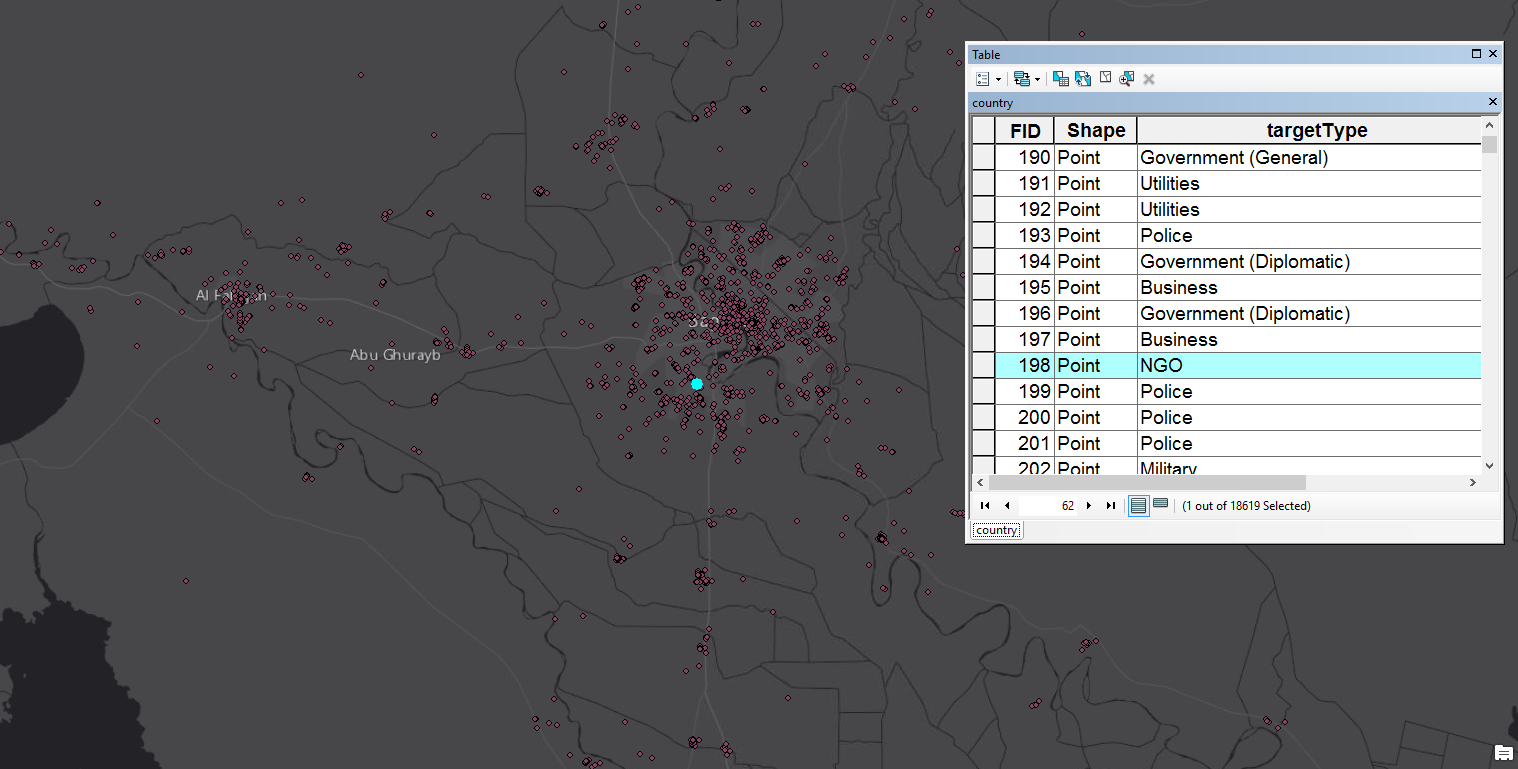 Table
country
FID Shape targetType
190 Point Government (General)
191 Point Utilities
192 Point Utilities
193 Point Police
194 Point Government (Diplomatic)
195 Point Business
196 Point Government (Diplomatic)
197 Point Business
198 Point NGO
199 Point Police
200 Point Police
201 Point Police
202 Point Military
62 (1 out of 18619 Selected)
country
Al
Abu Ghurayb